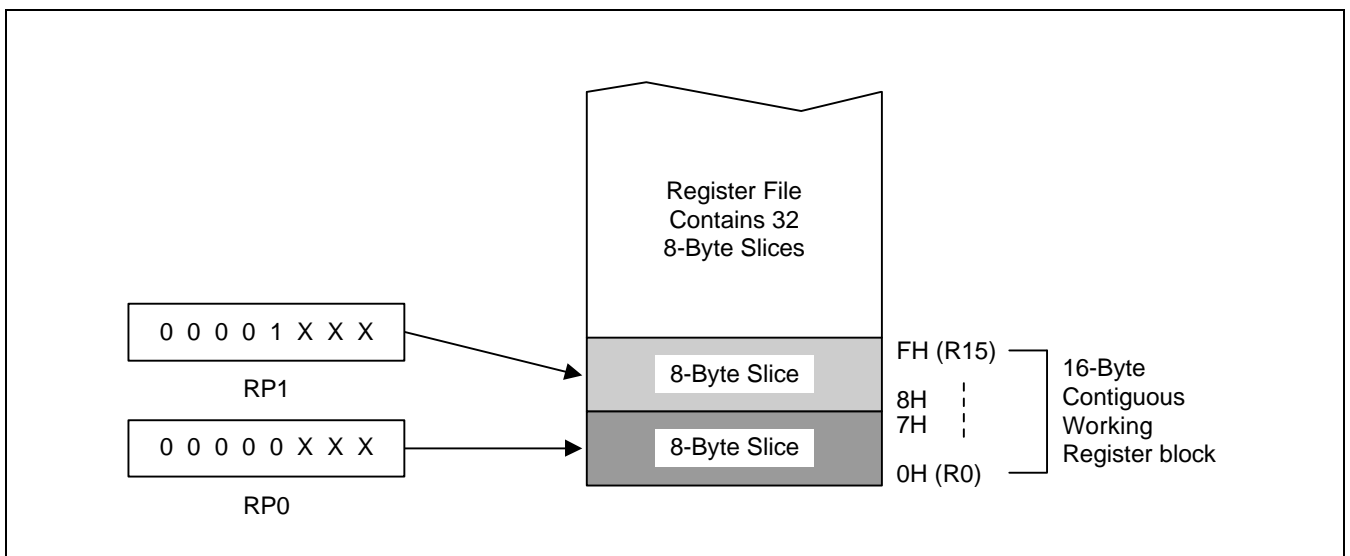 Register File
Contains 32
8-Byte Slices
0 0 0 0 1 X X X
RP1
0 0 0 0 0 X X X
RP0
8-Byte Slice
8-Byte Slice
FH (R15)
8H
7H
0H (R0)
16-Byte
Contiguous
Working
Register block